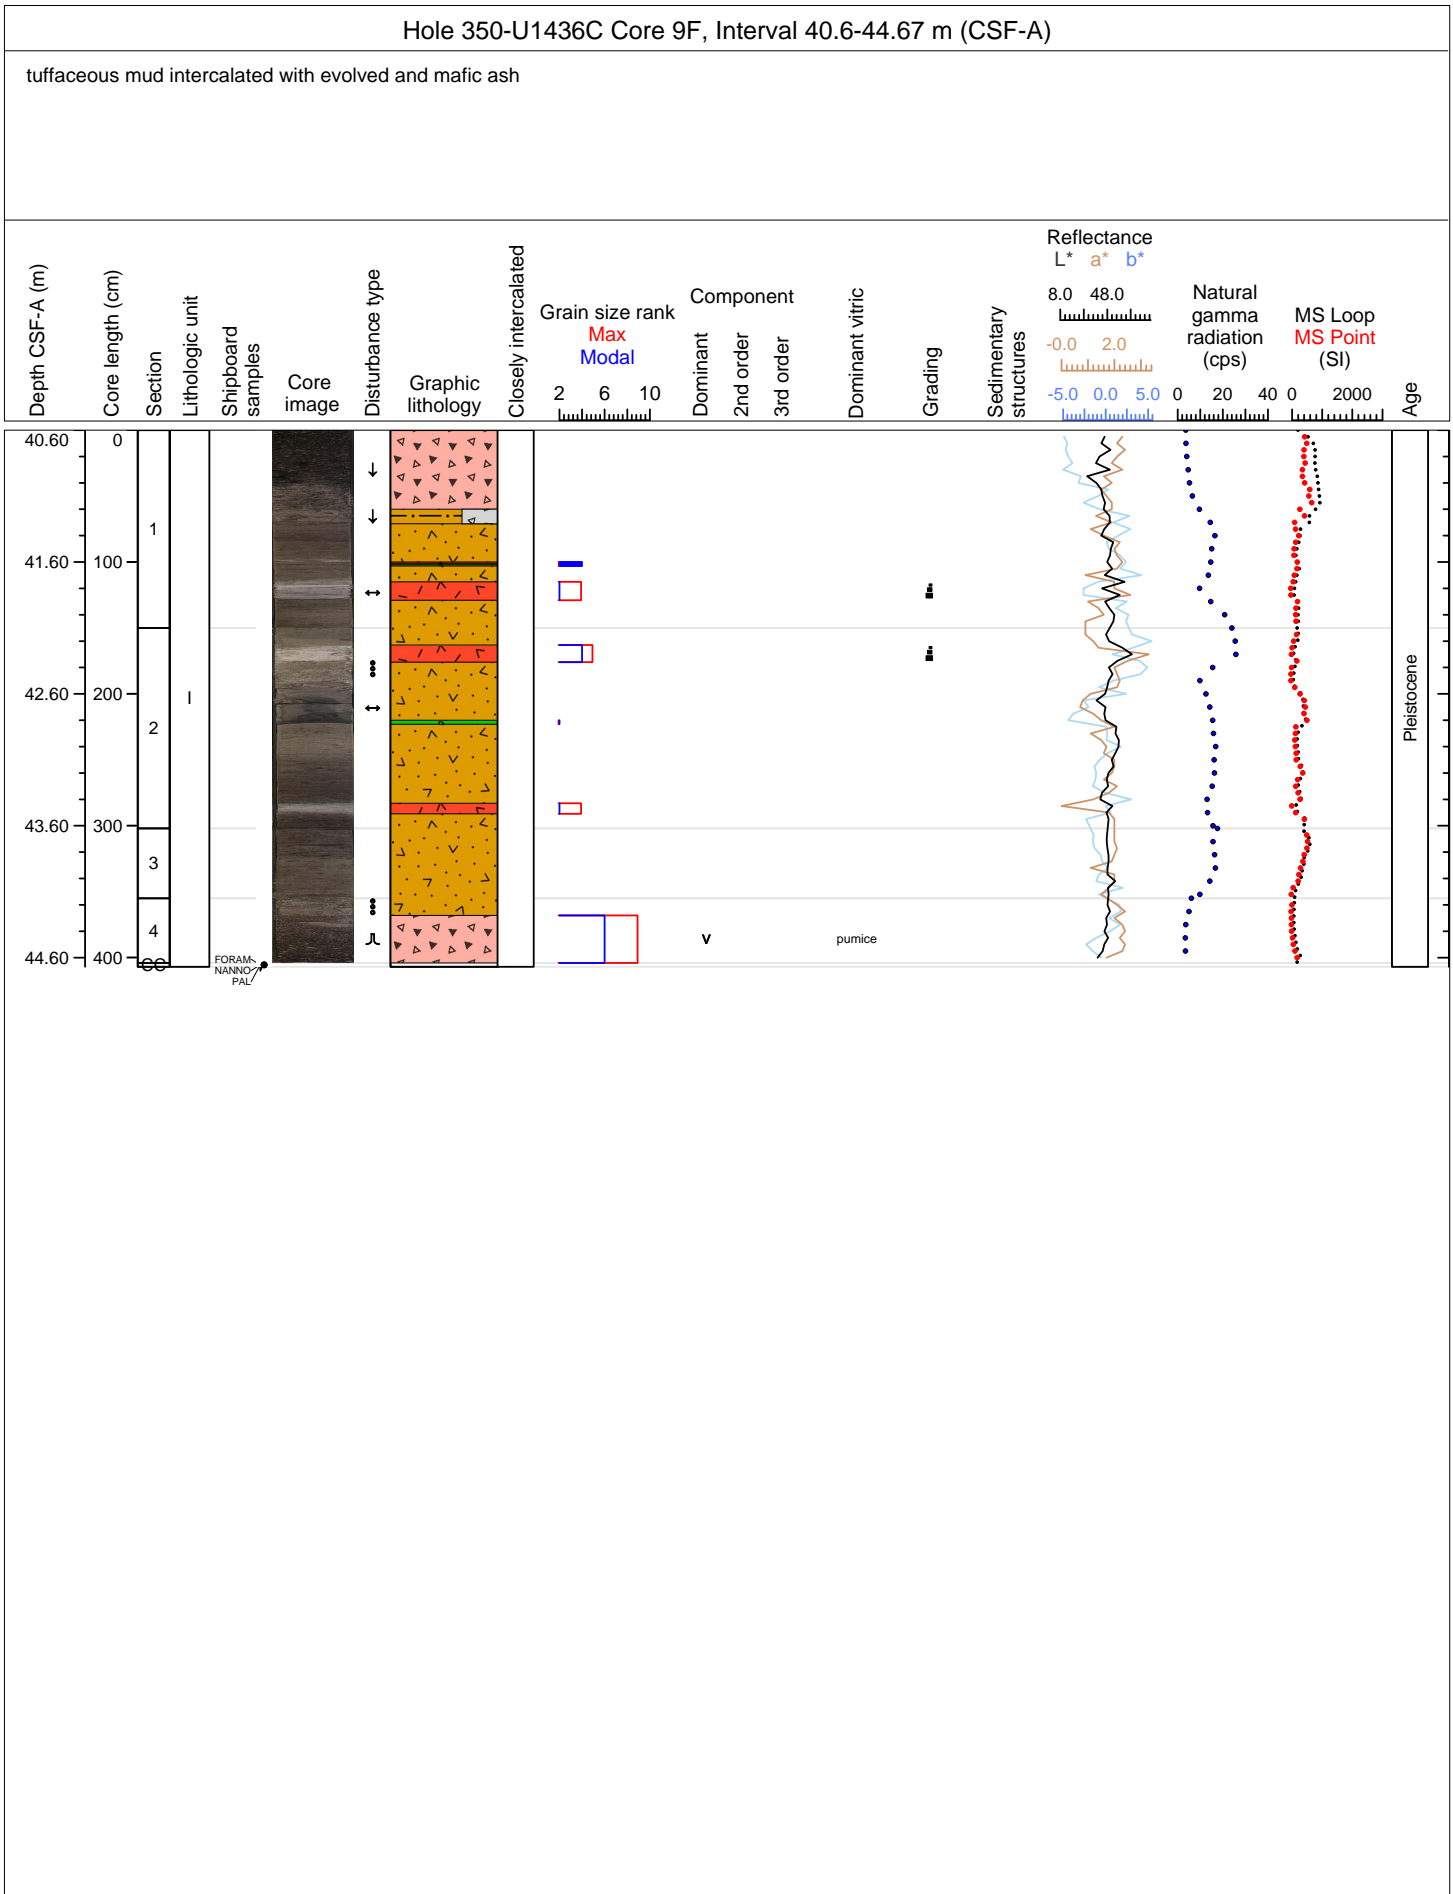 Hole 350-U1436C Core 9F, Interval 40.6-44.67 m (CSF-A)
tuffaceous mud intercalated with evolved and mafic ash
Depth CSF-A (m)
Core length (cm)
Section
Lithologic unit
Shipboard
samples
Core
image
Disturbance type
Graphic
lithology
Closely intercalated
Grain size rank
Max
Modal
2 6 10
Component
Dominant
2nd order
3rd order
Dominant vitric
Grading
Sedimentary
structures
Reflectance
L* a* b*
8.0 48.0
-0.0 2.0
-5.0 0.0 5.0
Natural
gamma
radiation
(cps)
0 20 40
MS Loop
MS Point
(SI)
0 2000
Age
40.60 0
1
41.60 100
42.60 200
I
2
Pleistocene
43.60 300
3
4
V
pumice
44.60 400
CC
FORAM
NANNO
PAL